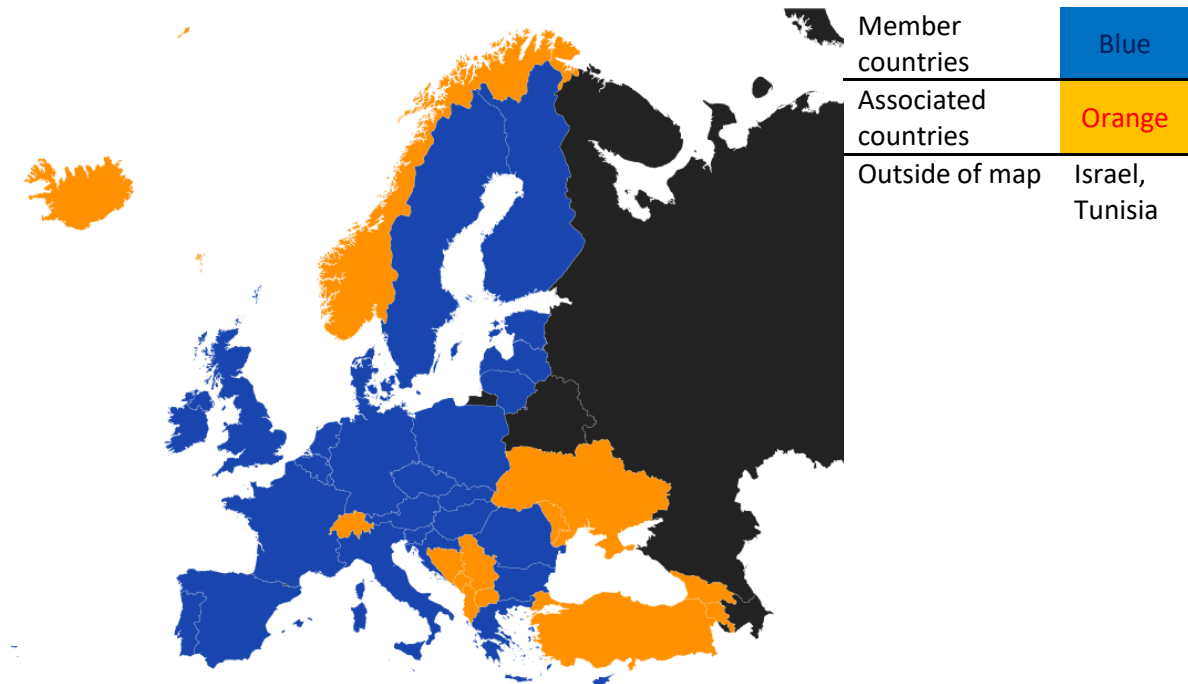 Member
countries
Blue
Associated
countries
Orange
Outside of map
Israel,
Tunisia